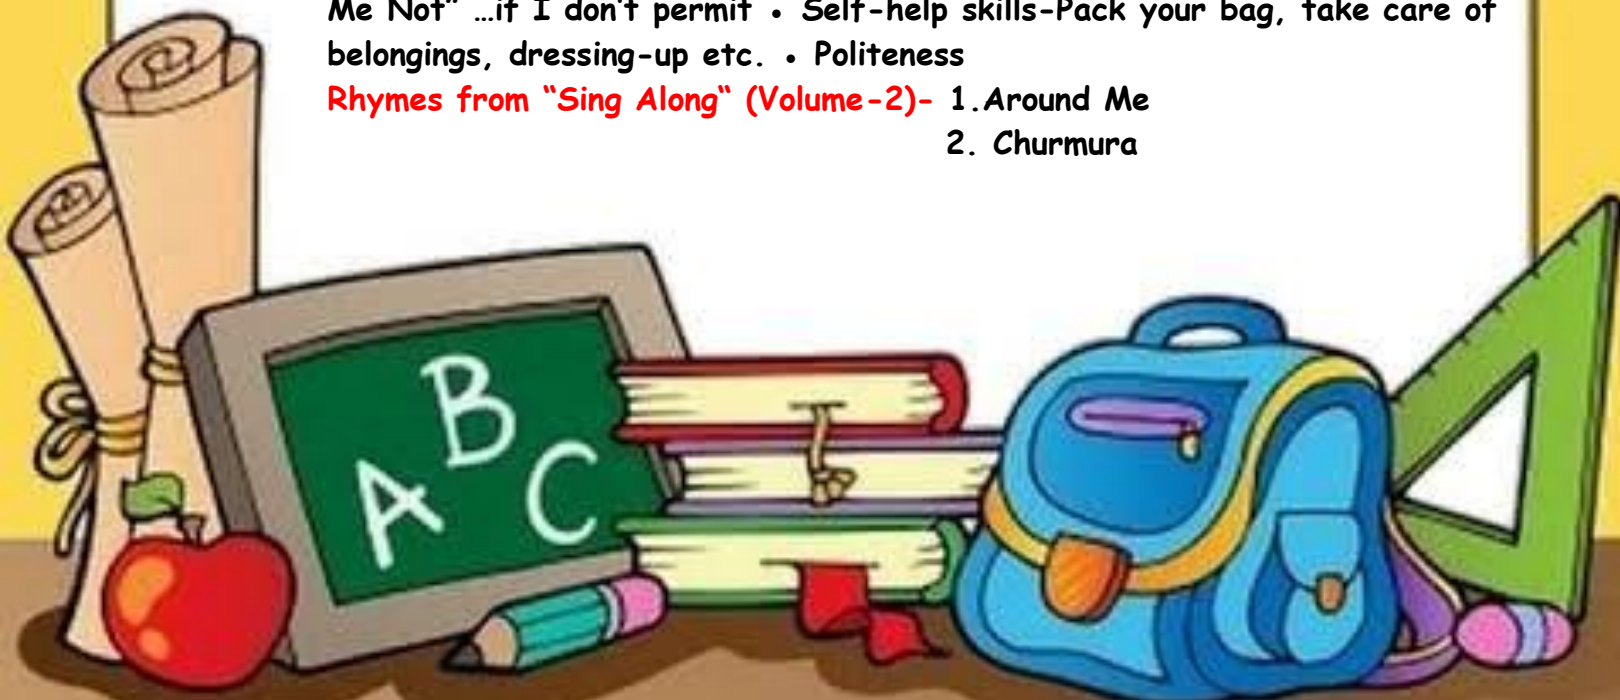 Me Not” …if I don’t permit • Self-help skills-Pack your bag, take care of
belongings, dressing-up etc. • Politeness
Rhymes from “Sing Along“ (Volume-2)- 1.Around Me
2. Churmura
B
A C